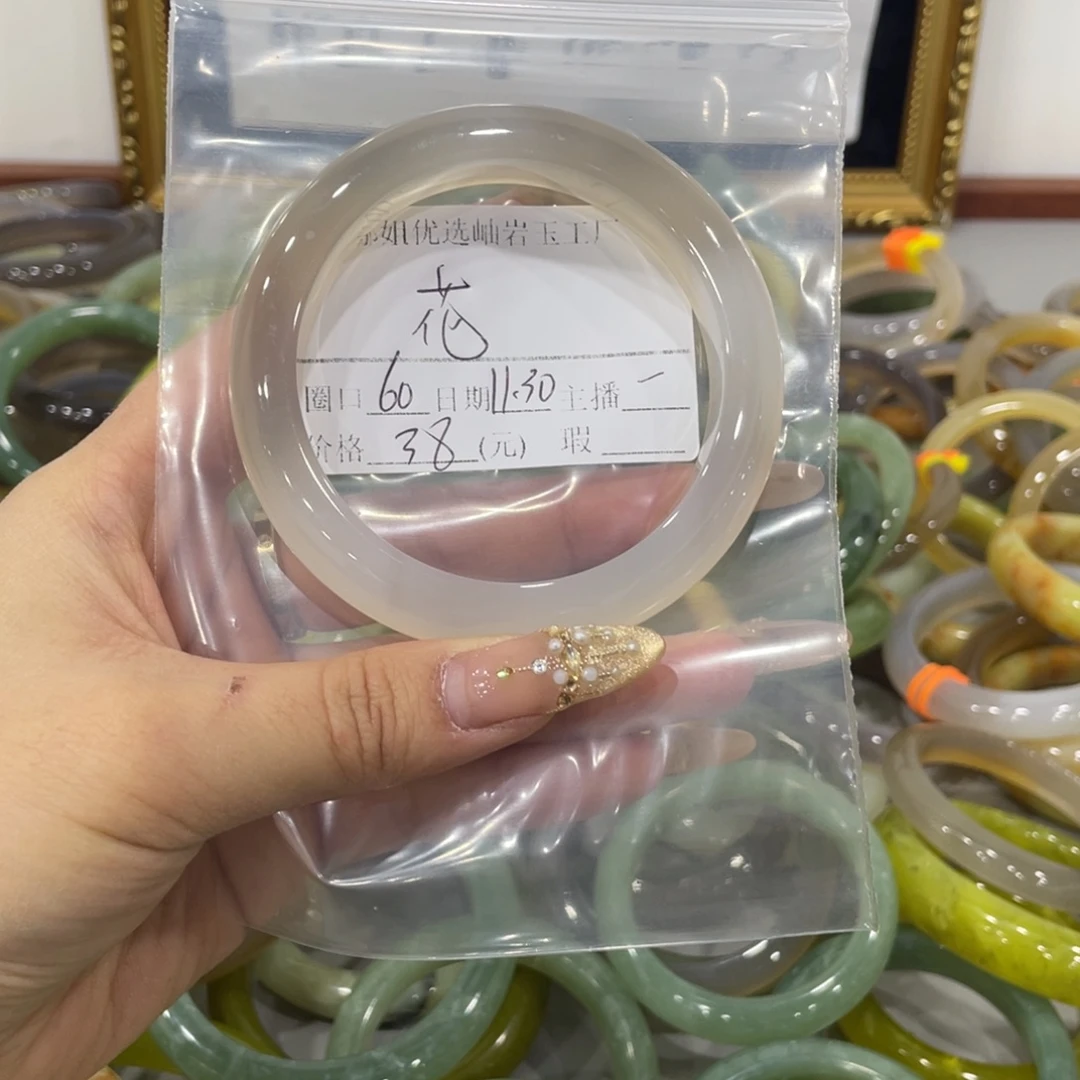 姐优选岫岩玉工厂
花
圈口 60 日期 11.30 主播 一
价格 38 (元) 瑕